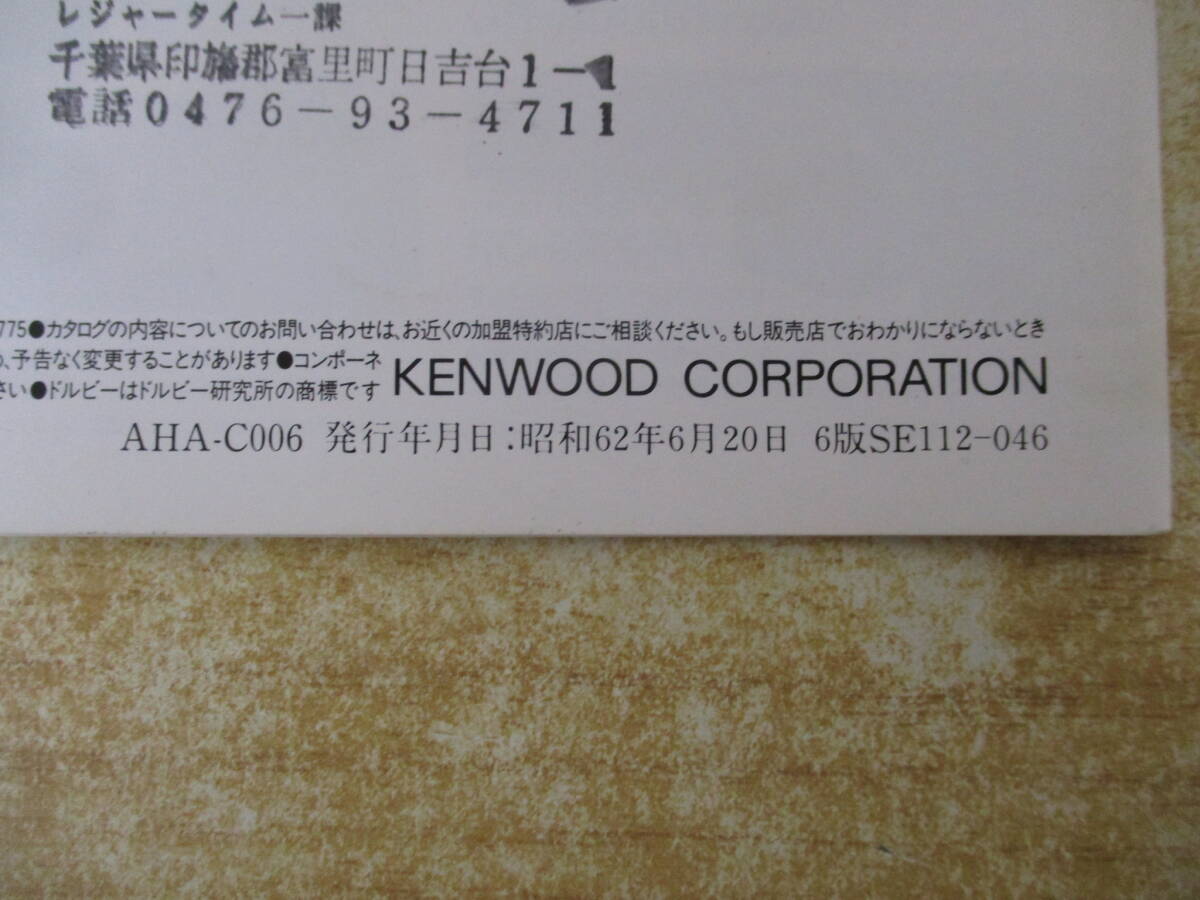 レジャータイム一課
千葉県印旛郡富里町日吉台1-1
電話0476-93-4711
775●カタログの内容についてのお問い合わせは、お近くの加盟特約店にご相談ください。もし販売店でおわかりにならないとき
、予告なく変更することがあります●コンポーネ
さい●ドルビーはドルビー研究所の商標です
KENWOOD CORPORATION
AHA-C006 発行年月日:昭和62年6月20日 6版SE112-046